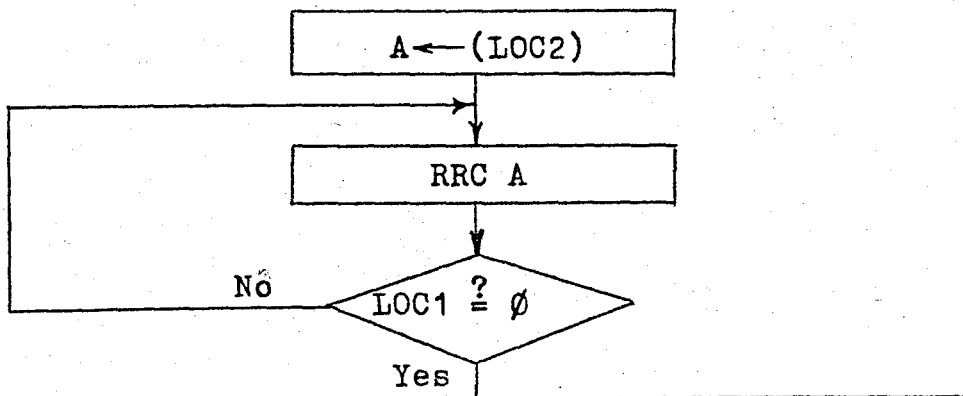 A←(LOC2)
RRC A
No
LOC1 ≟ ∅
Yes